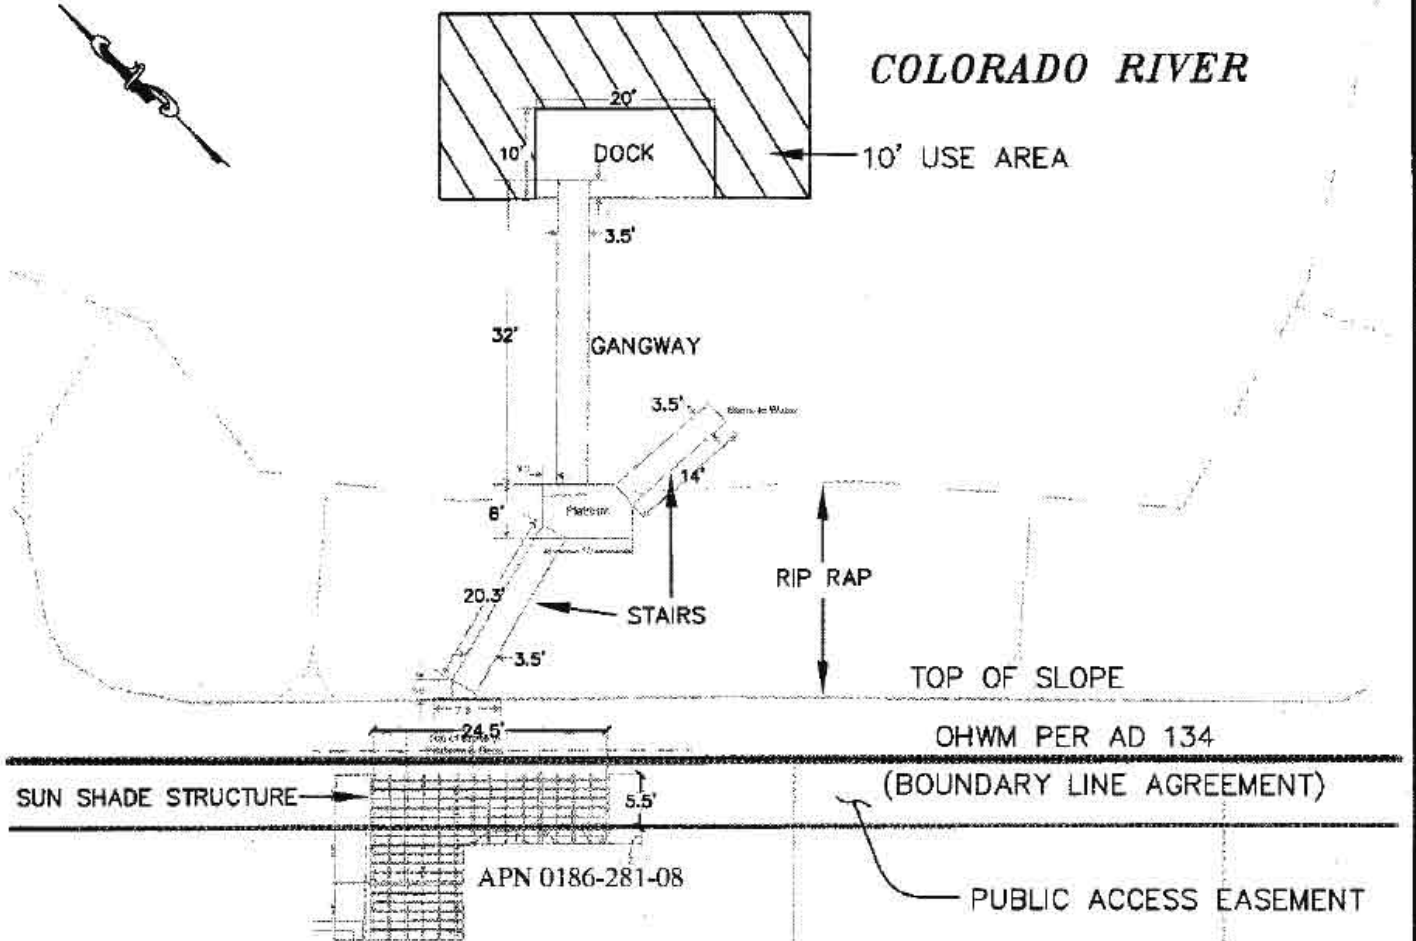 COLORADO RIVER
20'
10'
DOCK
10' USE AREA
3.5'
32'
GANGWAY
3.5'
14'
8'
Platform
RIP RAP
20.3'
STAIRS
3.5'
TOP OF SLOPE
24.5'
OHWM PER AD 134
(BOUNDARY LINE AGREEMENT)
SUN SHADE STRUCTURE
5.5'
APN 0186-281-08
PUBLIC ACCESS EASEMENT